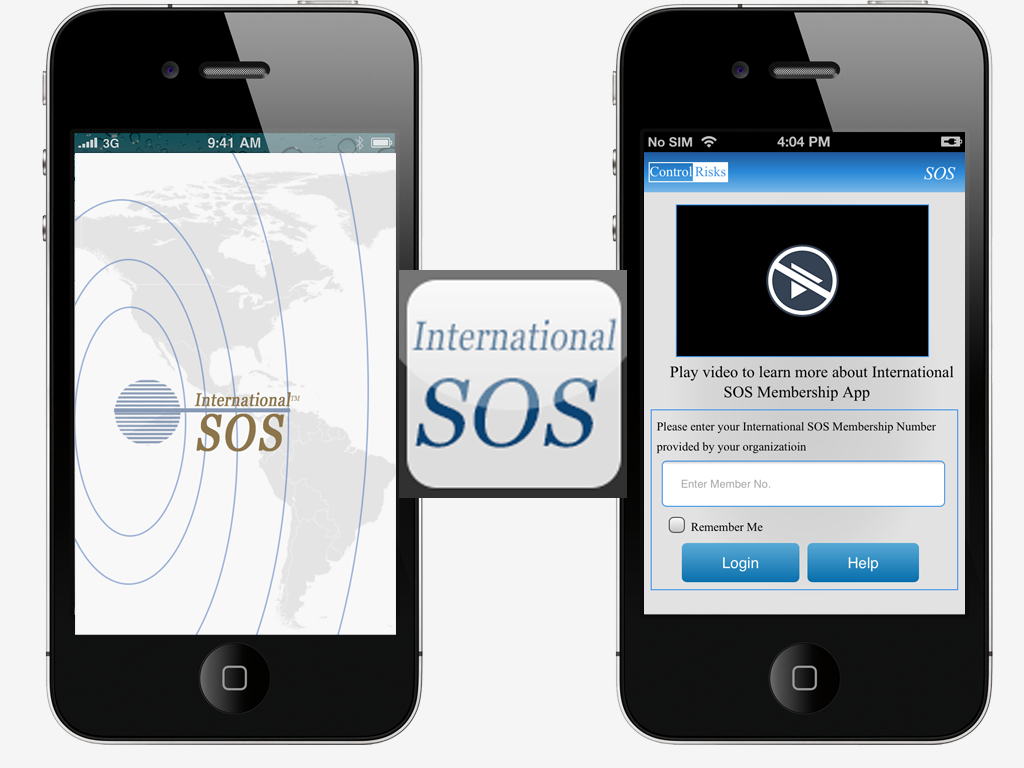 3G 9:41 AM
International™
SOS
International
SOS
No SIM 4:04 PM
Control Risks SOS
Play video to learn more about International
SOS Membership App
Please enter your International SOS Membership Number
provided by your organizatioin
Enter Member No.
Remember Me
Login Help